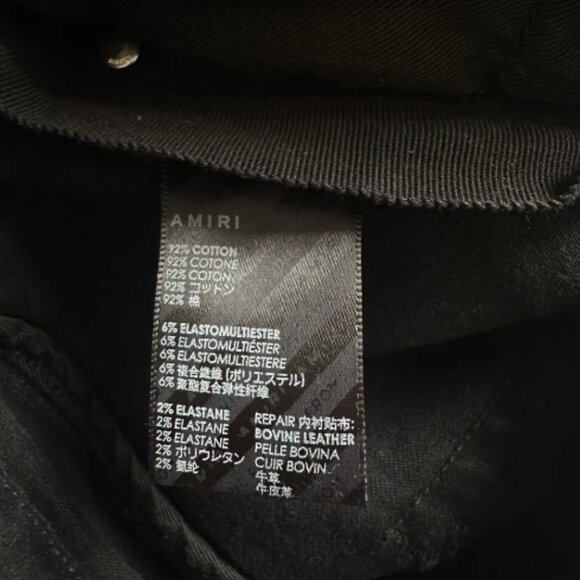 AMIRI
92% COTTON
92% COTONE
92% COTON
92% コットン
92% 棉
6% ELASTOMULTIESTER
6% ELASTOMULTIÉSTER
6% ELASTOMULTIESTERE
6% 複合繊維 (ポリエステル)
6% 聚酯复合弹性纤维
2% ELASTANE
2% ELASTANE
2% ELASTANE
2% ポリウレタン
2% 氨纶
REPAIR 内衬贴布:
BOVINE LEATHER
PELLE BOVINA
CUIR BOVIN
牛革
牛皮革